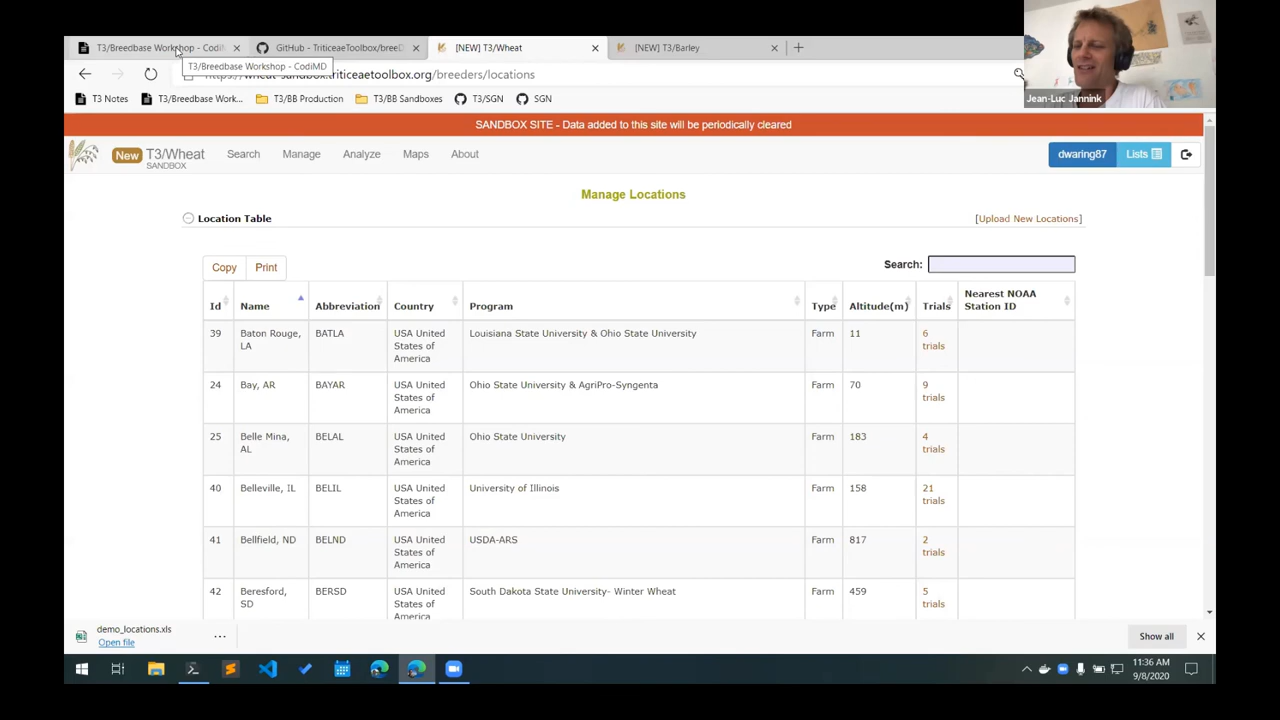 T3/Breedbase Workshop - Codi
GitHub - TriticeaeToolbox/breeD
[NEW] T3/Wheat
[NEW] T3/Barley
T3/Breedbase Workshop - CodiMD
wheat-sandbox.triticeaetoolbox.org/breeders/locations
Jean-Luc Jannink
T3 Notes
T3/Breedbase Work...
T3/BB Production
T3/BB Sandboxes
T3/SGN
SGN
SANDBOX SITE - Data added to this site will be periodically cleared
New T3/Wheat
SANDBOX
Search
Manage
Analyze
Maps
About
dwaring87
Lists
Manage Locations
Location Table
[Upload New Locations]
Copy
Print
Search:
Id
Name
Abbreviation
Country
Program
Type
Altitude(m)
Trials
Nearest NOAA
Station ID
39
Baton Rouge,
LA
BATLA
USA United
States of
America
Louisiana State University & Ohio State University
Farm
11
6
trials
24
Bay, AR
BAYAR
USA United
States of
America
Ohio State University & AgriPro-Syngenta
Farm
70
9
trials
25
Belle Mina,
AL
BELAL
USA United
States of
America
Ohio State University
Farm
183
4
trials
40
Belleville, IL
BELIL
USA United
States of
America
University of Illinois
Farm
158
21
trials
41
Bellfield, ND
BELND
USA United
States of
America
USDA-ARS
Farm
817
2
trials
42
Beresford,
SD
BERSD
USA United
States of
America
South Dakota State University- Winter Wheat
Farm
459
5
trials
demo_locations.xls
Open file
Show all
11:36 AM
9/8/2020